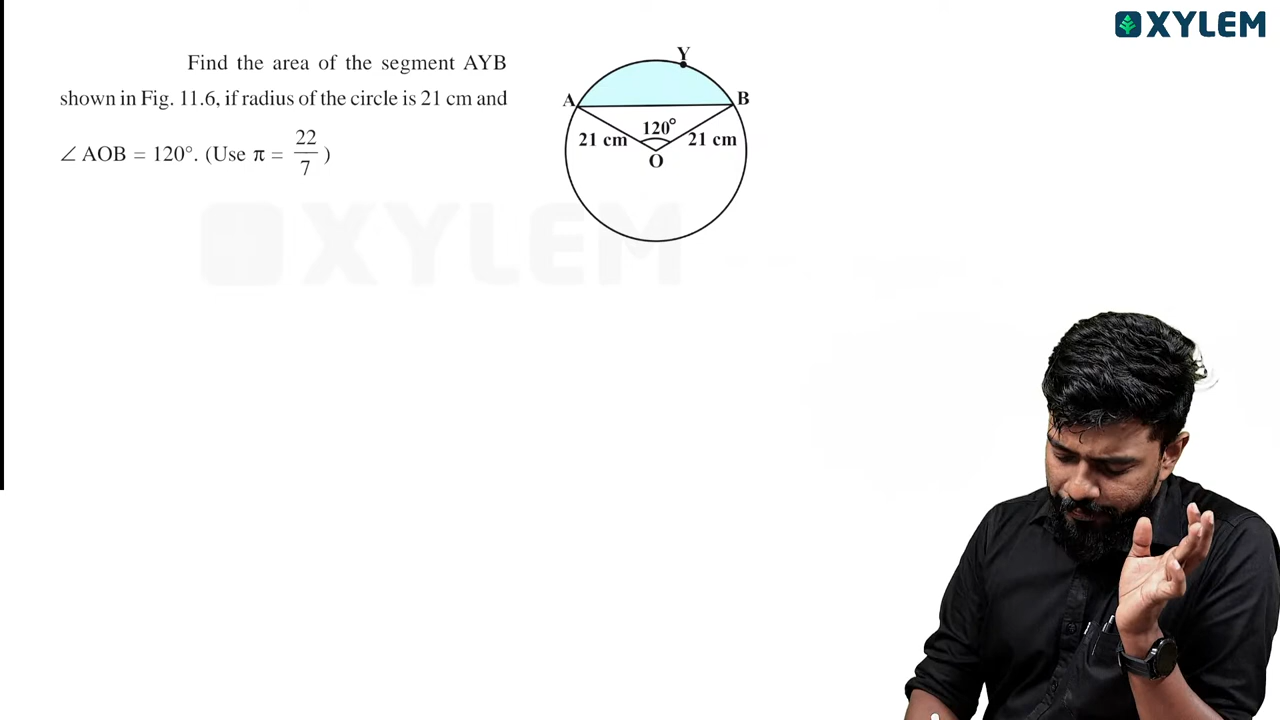 XYLEM
Find the area of the segment AYB
shown in Fig. 11.6, if radius of the circle is 21 cm and
∠ AOB = 120°. (Use π = 22/7 )
Y
A
B
120°
21 cm
21 cm
O
XYLEM